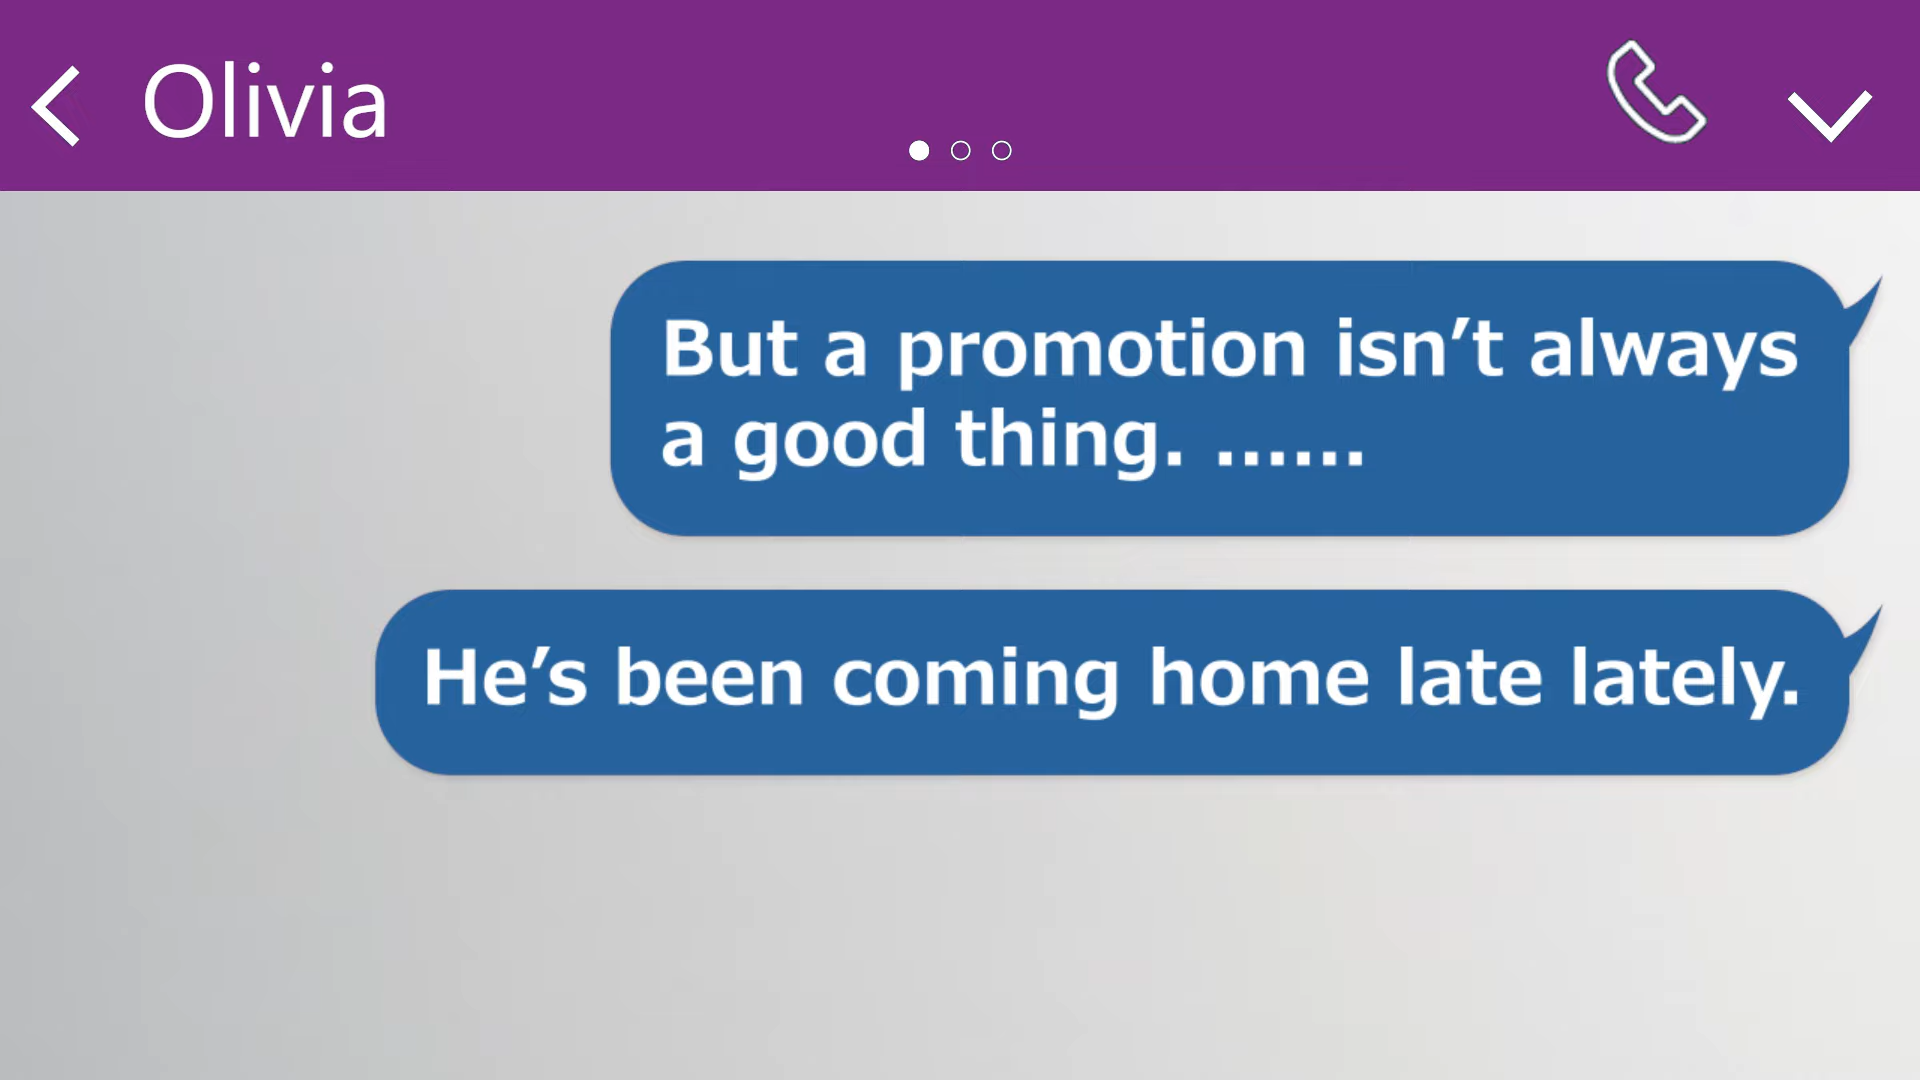 Olivia
But a promotion isn’t always
a good thing. ......
He’s been coming home late lately.